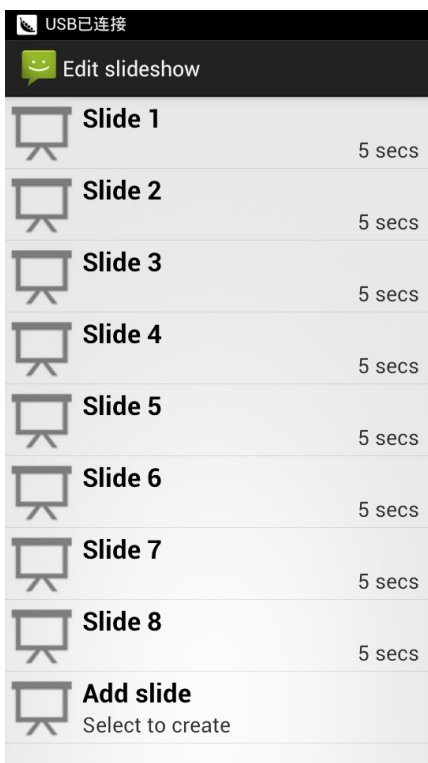 USB已连接
Edit slideshow
Slide 1
5 secs
Slide 2
5 secs
Slide 3
5 secs
Slide 4
5 secs
Slide 5
5 secs
Slide 6
5 secs
Slide 7
5 secs
Slide 8
5 secs
Add slide
Select to create